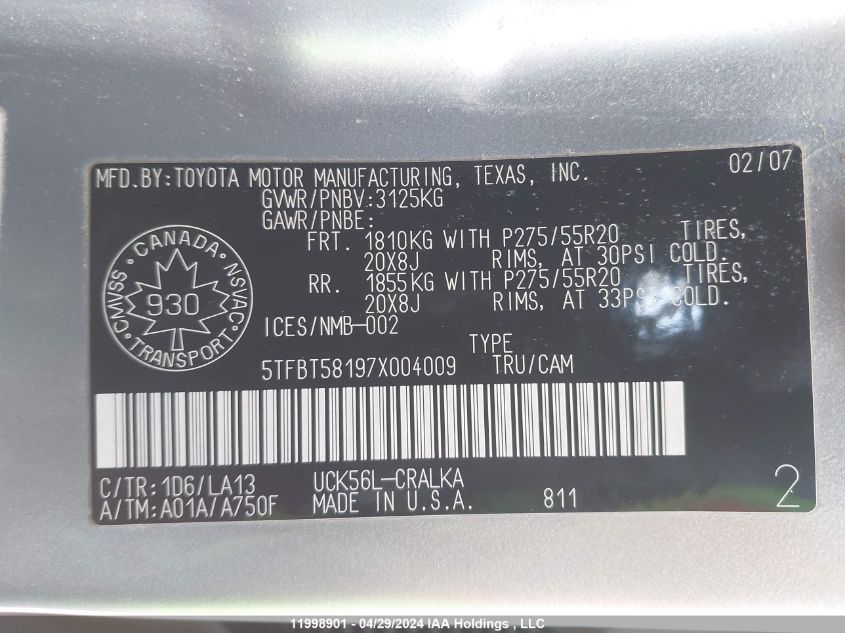 02/07
MFD.BY:TOYOTA MOTOR MANUFACTURING, TEXAS, INC.
GVWR/PNBV:3125KG
GAWR/PNBE:
FRT. 1810KG WITH P275/55R20 TIRES,
20X8J RIMS, AT 30PSI COLD.
RR. 1855KG WITH P275/55R20 TIRES,
20X8J RIMS, AT 33PSI COLD.
ICES/NMB-002
CANADA
CMVSS 930 NSVAC
TRANSPORT
TYPE
5TFBT58197X004009 TRU/CAM
C/TR:1D6/LA13 UCK56L-CRALKA
A/TM:A01A/A750F MADE IN U.S.A. 811 2
11998901 - 04/29/2024 IAA Holdings , LLC